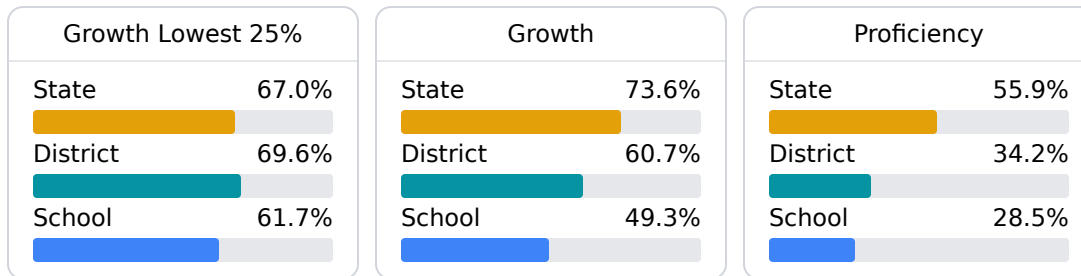 Growth Lowest 25%
State 67.0%
District 69.6%
School 61.7%
Growth
State 73.6%
District 60.7%
School 49.3%
Proficiency
State 55.9%
District 34.2%
School 28.5%